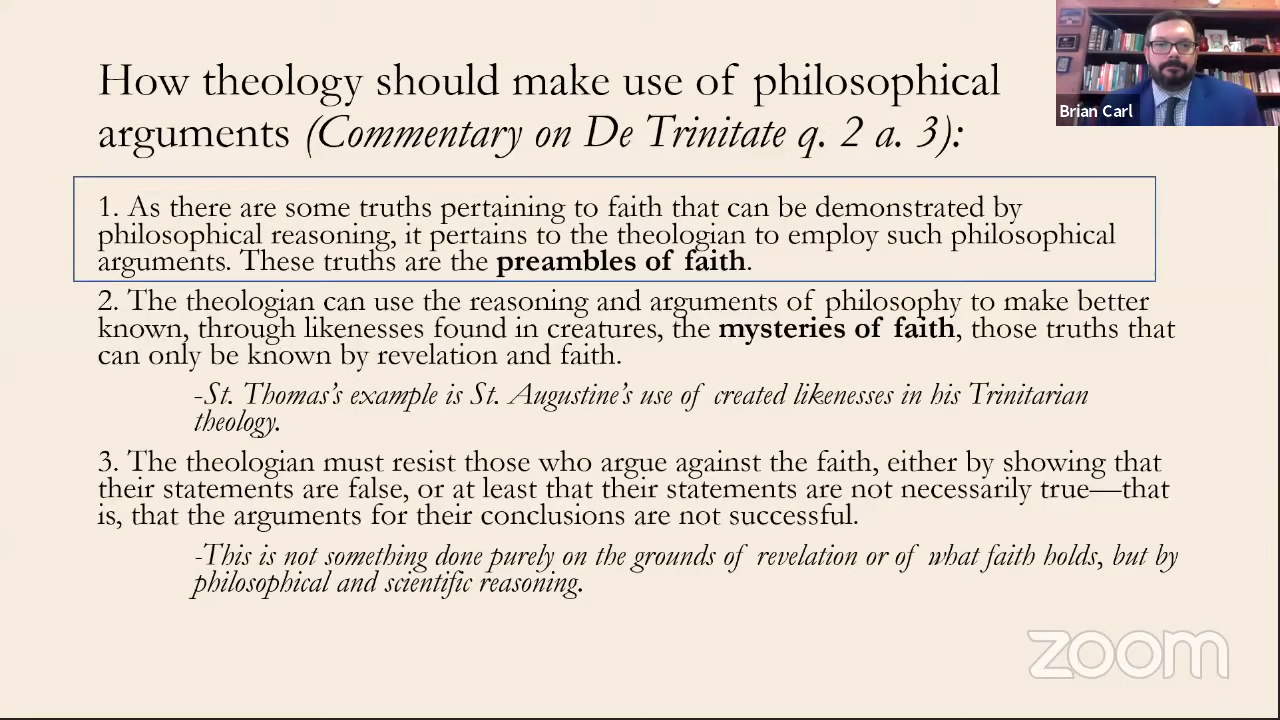 How theology should make use of philosophical
arguments (Commentary on De Trinitate q. 2 a. 3):
Brian Carl
1. As there are some truths pertaining to faith that can be demonstrated by
philosophical reasoning, it pertains to the theologian to employ such philosophical
arguments. These truths are the preambles of faith.
2. The theologian can use the reasoning and arguments of philosophy to make better
known, through likenesses found in creatures, the mysteries of faith, those truths that
can only be known by revelation and faith.
-St. Thomas’s example is St. Augustine’s use of created likenesses in his Trinitarian
theology.
3. The theologian must resist those who argue against the faith, either by showing that
their statements are false, or at least that their statements are not necessarily true—that
is, that the arguments for their conclusions are not successful.
-This is not something done purely on the grounds of revelation or of what faith holds, but by
philosophical and scientific reasoning.
zoom